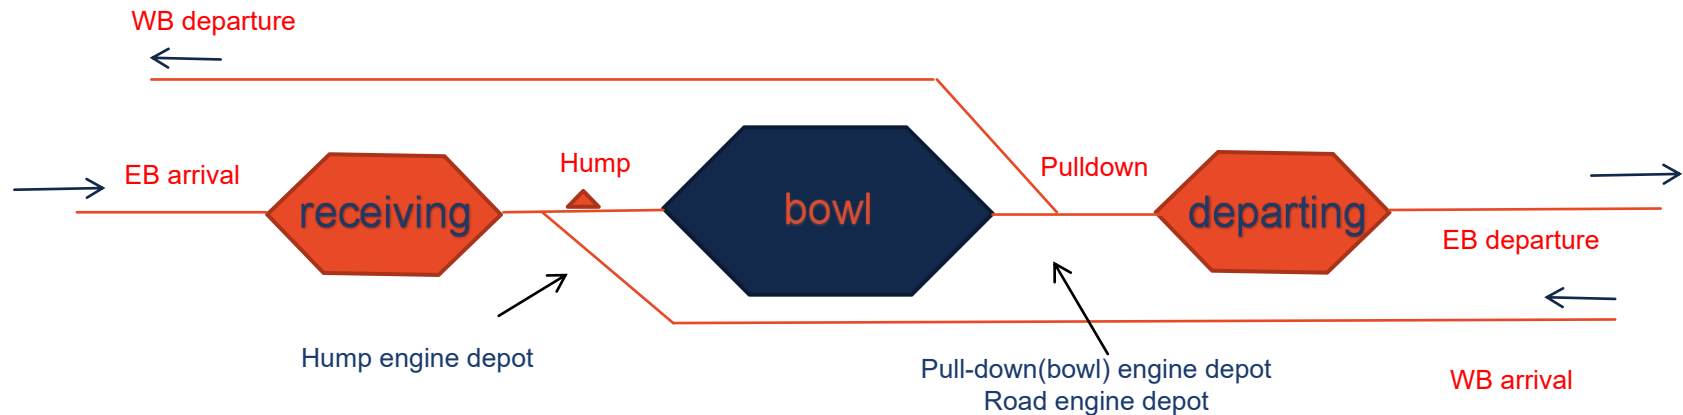 WB departure
EB arrival
Hump
Pulldown
receiving
bowl
departing
EB departure
Hump engine depot
Pull-down(bowl) engine depot
Road engine depot
WB arrival